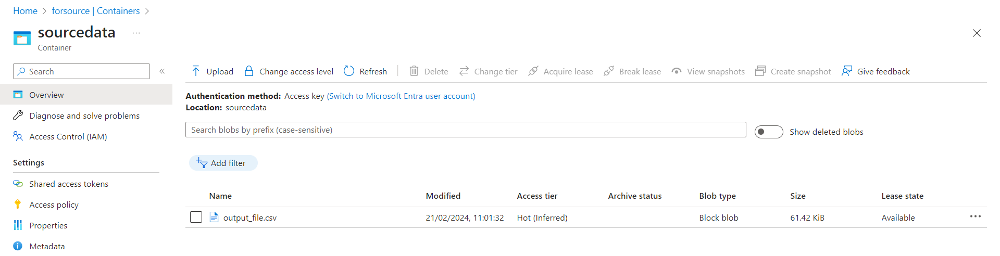 Home > forsource | Containers >
sourcedata ...
Container
Search «
Overview
Diagnose and solve problems
Access Control (IAM)
Settings
Shared access tokens
Access policy
Properties
Metadata
Upload Change access level Refresh Delete Change tier Acquire lease Break lease View snapshots Create snapshot Give feedback
Authentication method: Access key (Switch to Microsoft Entra user account)
Location: sourcedata
Search blobs by prefix (case-sensitive) Show deleted blobs
Add filter
Name Modified Access tier Archive status Blob type Size Lease state
output_file.csv 21/02/2024, 11:01:32 Hot (Inferred) Block blob 61.42 KiB Available ...